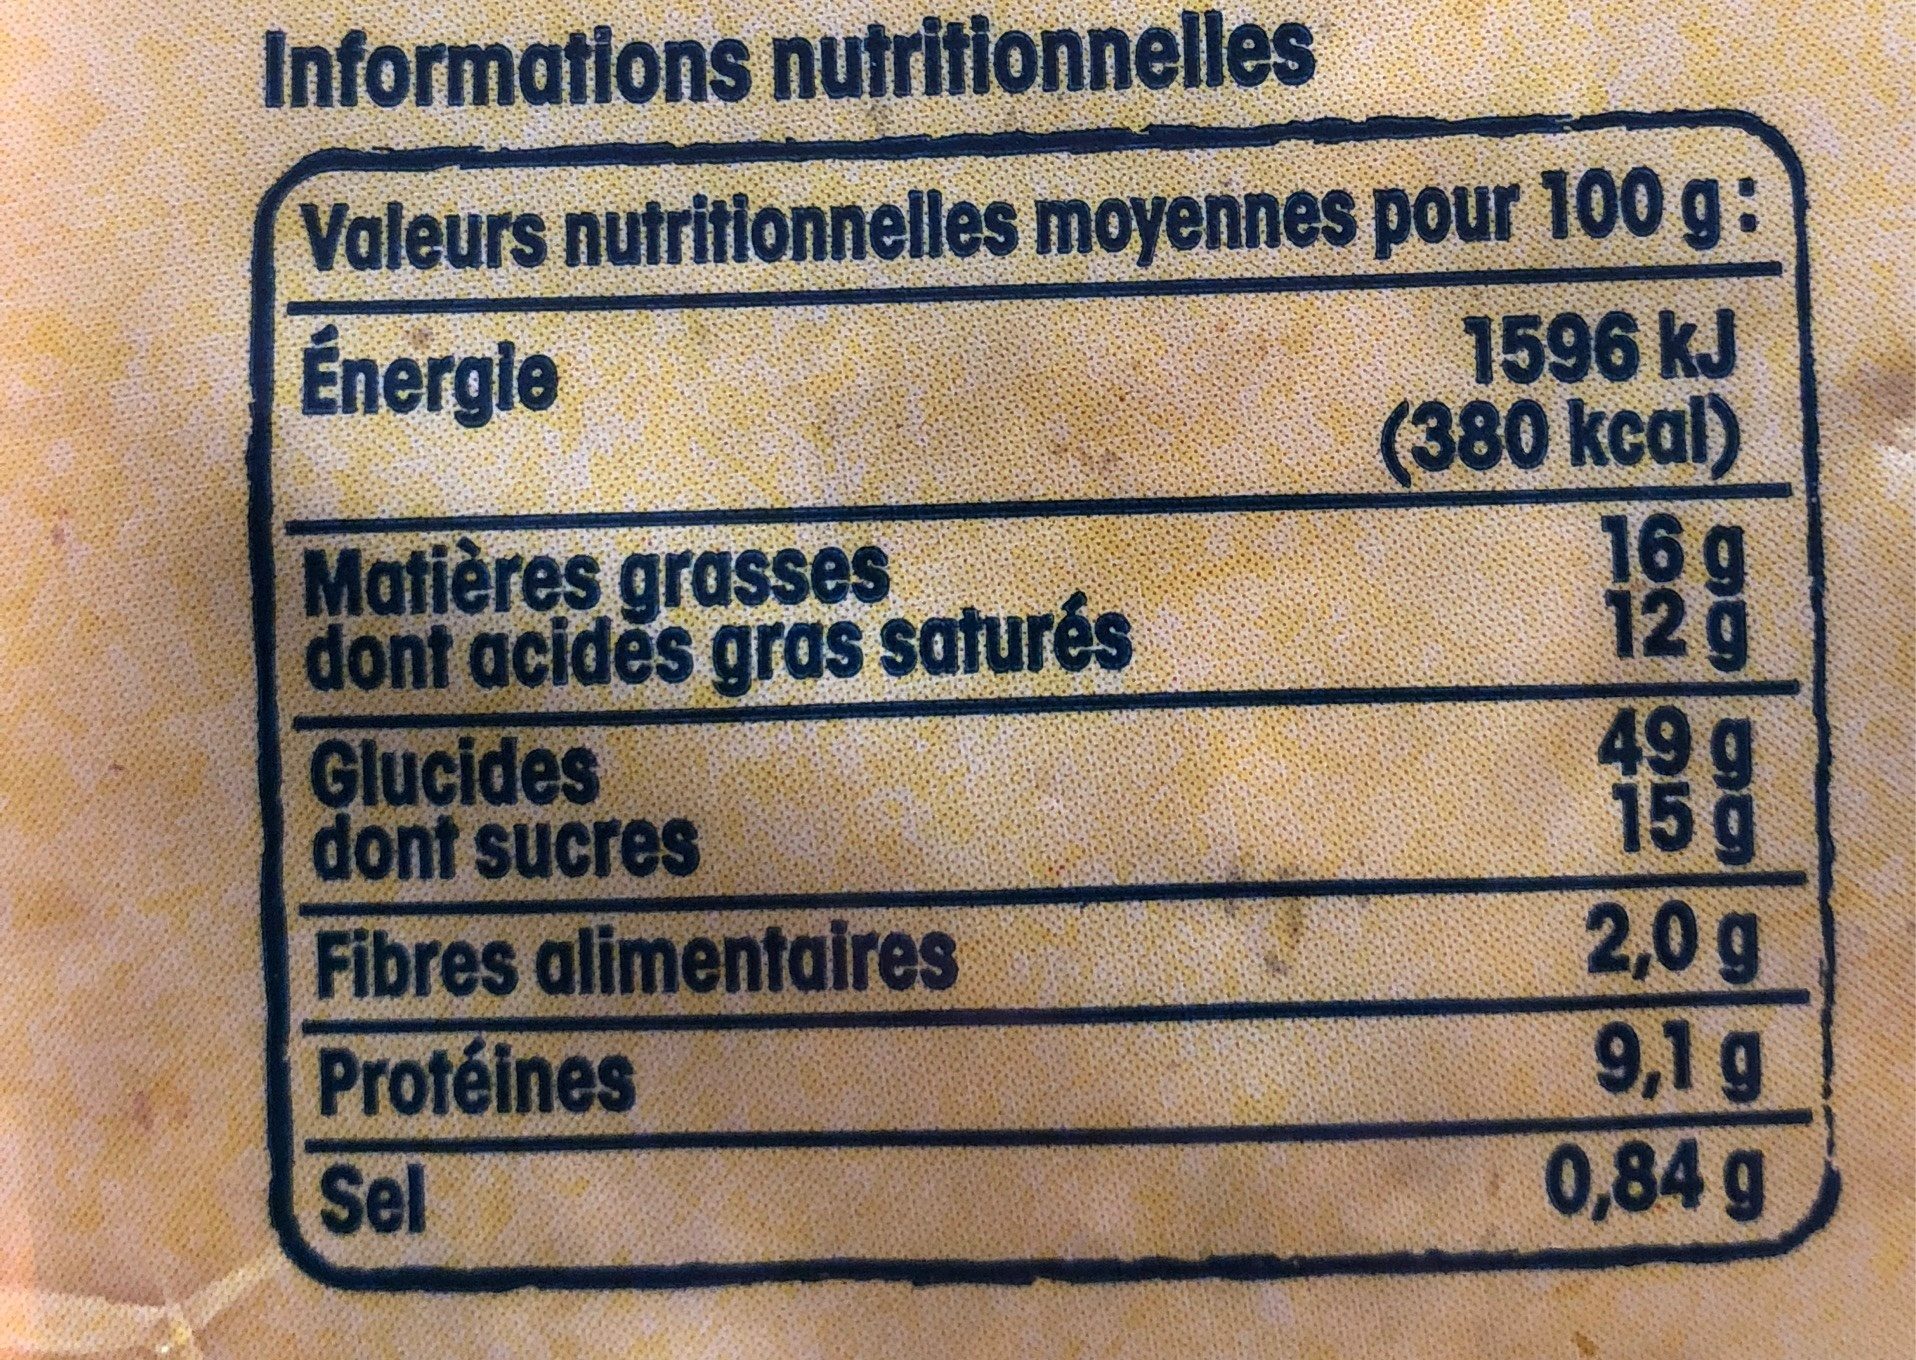 Informations nutritionnelles
Valeurs nutritionnelles moyennes pour 100 g :
Énergie 1596 kJ
(380 kcal)
Matières grasses 16 g
dont acides gras saturés 12 g
Glucides 49 g
dont sucres 15 g
Fibres alimentaires 2,0 g
Protéines 9,1 g
Sel 0,84 g